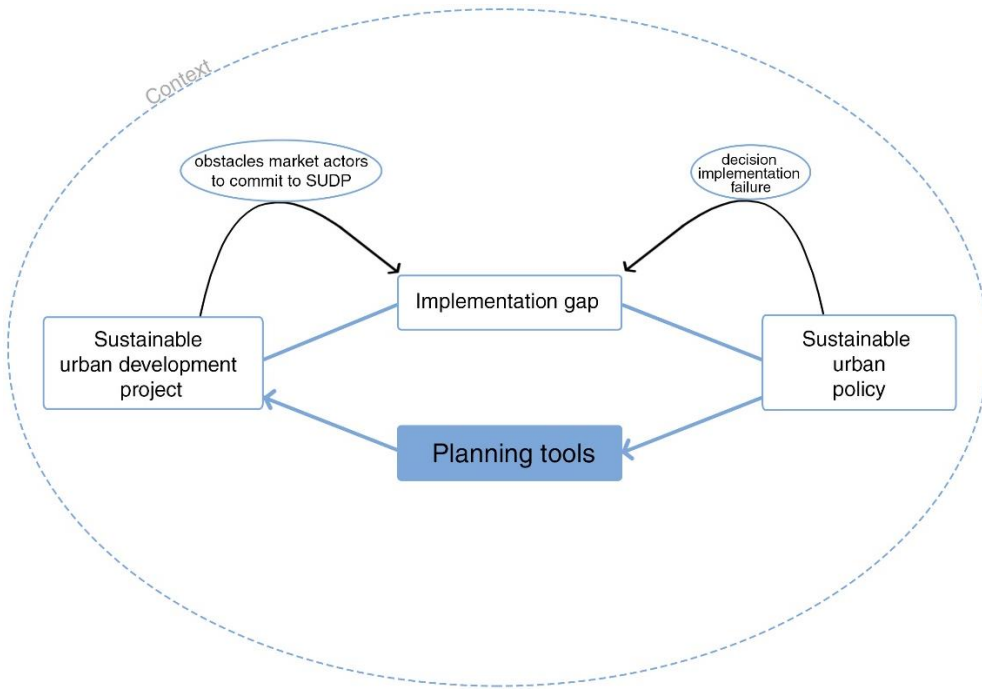 Context
obstacles market actors
to commit to SUDP
decision
implementation
failure
Implementation gap
Sustainable
urban development
project
Sustainable
urban
policy
Planning tools